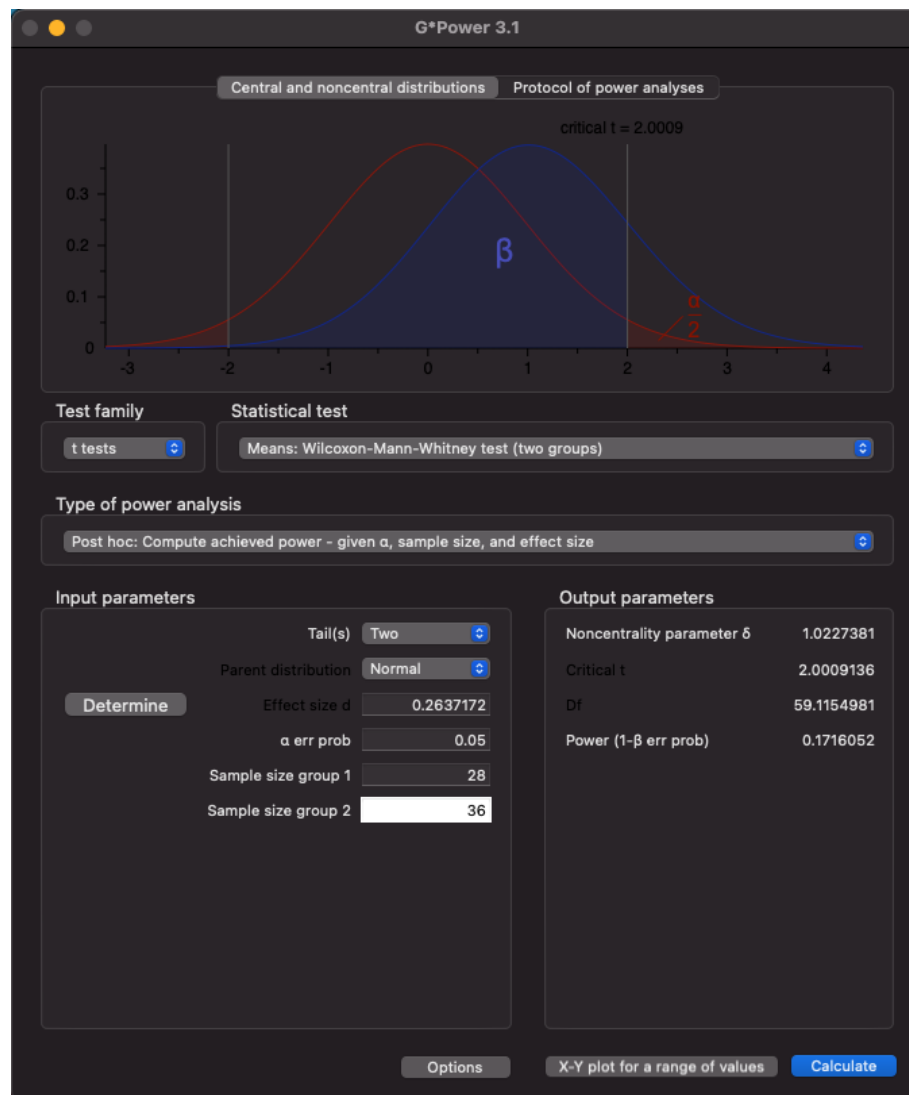 G*Power 3.1
Central and noncentral distributions
Protocol of power analyses
critical t = 2.0009
0.3
0.2
0.1
0
β
α
2
-3
-2
-1
0
1
2
3
4
Test family
Statistical test
t tests
Means: Wilcoxon-Mann-Whitney test (two groups)
Type of power analysis
Post hoc: Compute achieved power - given α, sample size, and effect size
Input parameters
Tail(s) Two
Parent distribution Normal
Determine
Effect size d 0.2637172
α err prob 0.05
Sample size group 1 28
Sample size group 2 36
Output parameters
Noncentrality parameter δ 1.0227381
Critical t 2.0009136
Df 59.1154981
Power (1-β err prob) 0.1716052
Options
X-Y plot for a range of values
Calculate